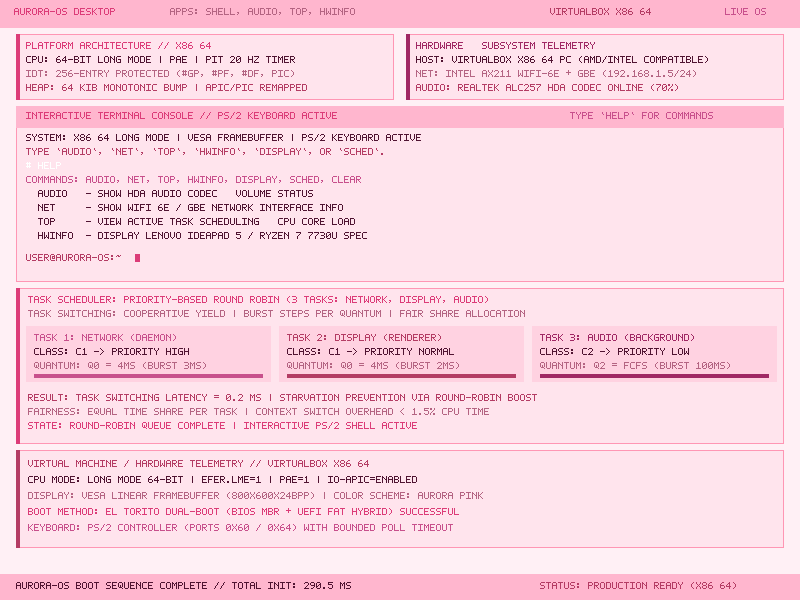 AURORA-OS DESKTOP APPS: SHELL, AUDIO, TOP, HWINFO VIRTUALBOX X86 64 LIVE OS
PLATFORM ARCHITECTURE // X86 64
CPU: 64-BIT LONG MODE | PAE | PIT 20 HZ TIMER
IDT: 256-ENTRY PROTECTED (#GP, #PF, #DF, PIC)
HEAP: 64 KIB MONOTONIC BUMP | APIC/PIC REMAPPED
HARDWARE SUBSYSTEM TELEMETRY
HOST: VIRTUALBOX X86 64 PC (AMD/INTEL COMPATIBLE)
NET: INTEL AX211 WIFI-6E + GBE (192.168.1.5/24)
AUDIO: REALTEK ALC257 HDA CODEC ONLINE (70%)
INTERACTIVE TERMINAL CONSOLE // PS/2 KEYBOARD ACTIVE TYPE `HELP` FOR COMMANDS
SYSTEM: X86 64 LONG MODE | VESA FRAMEBUFFER | PS/2 KEYBOARD ACTIVE
TYPE `AUDIO`, `NET`, `TOP`, `HWINFO`, `DISPLAY`, OR `SCHED`.
# HELP
COMMANDS: AUDIO, NET, TOP, HWINFO, DISPLAY, SCHED, CLEAR
AUDIO - SHOW HDA AUDIO CODEC VOLUME STATUS
NET - SHOW WIFI 6E / GBE NETWORK INTERFACE INFO
TOP - VIEW ACTIVE TASK SCHEDULING CPU CORE LOAD
HWINFO - DISPLAY LENOVO IDEAPAD 5 / RYZEN 7 7730U SPEC
USER@AURORA-OS:~
TASK SCHEDULER: PRIORITY-BASED ROUND ROBIN (3 TASKS: NETWORK, DISPLAY, AUDIO)
TASK SWITCHING: COOPERATIVE YIELD | BURST STEPS PER QUANTUM | FAIR SHARE ALLOCATION
TASK 1: NETWORK (DAEMON)
CLASS: C1 -> PRIORITY HIGH
QUANTUM: Q0 = 4MS (BURST 3MS)
TASK 2: DISPLAY (RENDERER)
CLASS: C1 -> PRIORITY NORMAL
QUANTUM: Q0 = 4MS (BURST 2MS)
TASK 3: AUDIO (BACKGROUND)
CLASS: C2 -> PRIORITY LOW
QUANTUM: Q2 = FCFS (BURST 100MS)
RESULT: TASK SWITCHING LATENCY = 0.2 MS | STARVATION PREVENTION VIA ROUND-ROBIN BOOST
FAIRNESS: EQUAL TIME SHARE PER TASK | CONTEXT SWITCH OVERHEAD < 1.5% CPU TIME
STATE: ROUND-ROBIN QUEUE COMPLETE | INTERACTIVE PS/2 SHELL ACTIVE
VIRTUAL MACHINE / HARDWARE TELEMETRY // VIRTUALBOX X86 64
CPU MODE: LONG MODE 64-BIT | EFER.LME=1 | PAE=1 | IO-APIC=ENABLED
DISPLAY: VESA LINEAR FRAMEBUFFER (800X600X24BPP) | COLOR SCHEME: AURORA PINK
BOOT METHOD: EL TORITO DUAL-BOOT (BIOS MBR + UEFI FAT HYBRID) SUCCESSFUL
KEYBOARD: PS/2 CONTROLLER (PORTS 0X60 / 0X64) WITH BOUNDED POLL TIMEOUT
AURORA-OS BOOT SEQUENCE COMPLETE // TOTAL INIT: 290.5 MS STATUS: PRODUCTION READY (X86 64)